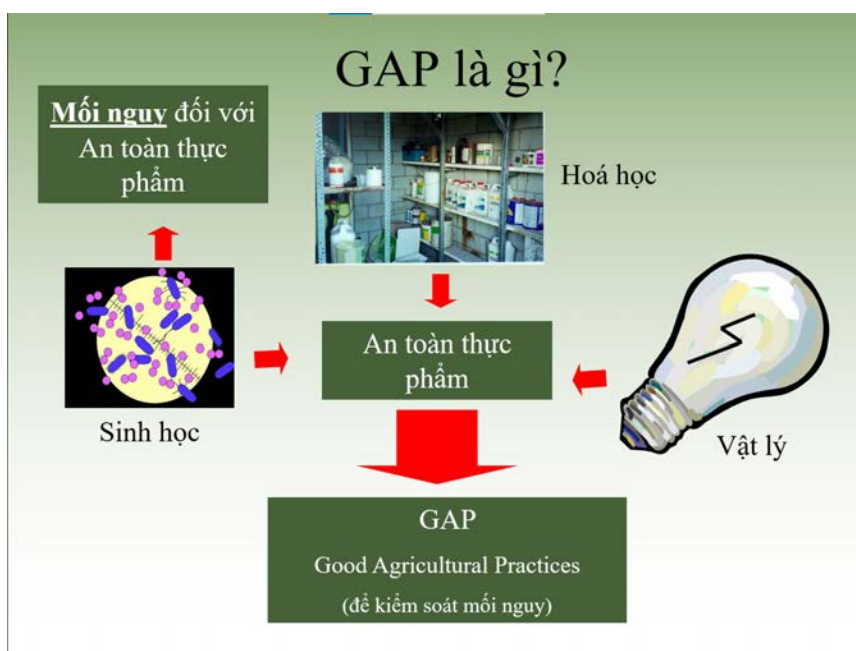 GAP là gì?
Mối nguy đối với
An toàn thực
phẩm
Hoá học
An toàn thực
phẩm
Sinh học
Vật lý
GAP
Good Agricultural Practices
(để kiểm soát mối nguy)